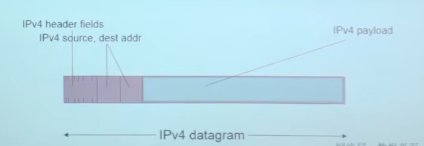 IPv4 header fields
IPv4 source, dest addr
IPv4 payload
IPv4 datagram